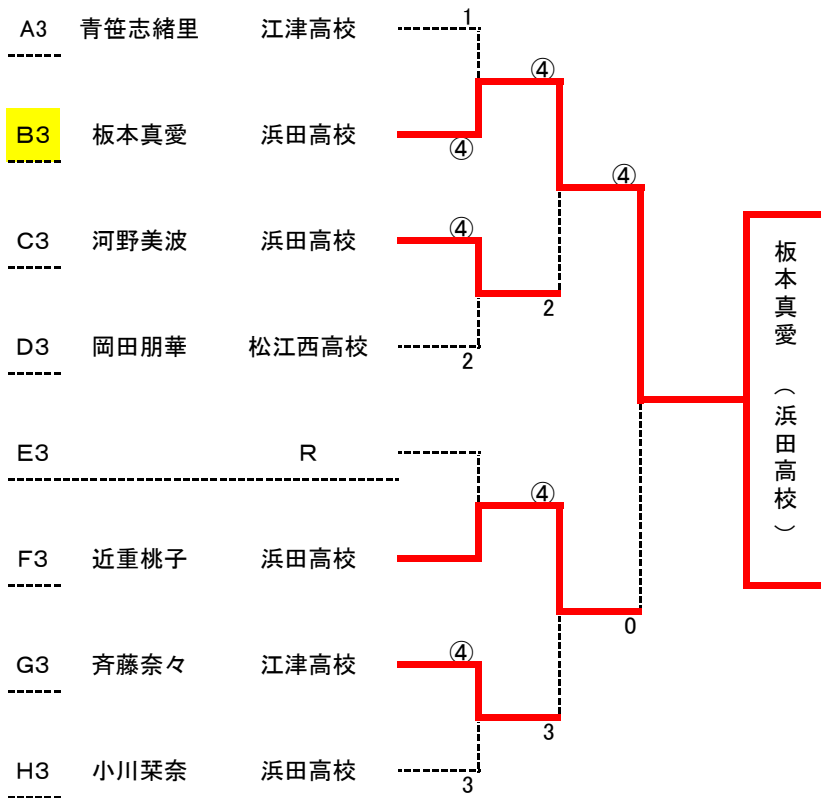 A3 青笹志緒里 江津高校 1
④ ④
B3 板本真愛 浜田高校 ④
C3 河野美波 浜田高校 ④
2
D3 岡田朋華 松江西高校 2
E3 R
④
F3 近重桃子 浜田高校
0
G3 斉藤奈々 江津高校 ④
3
H3 小川栞奈 浜田高校 3
板本真愛 （浜田高校）